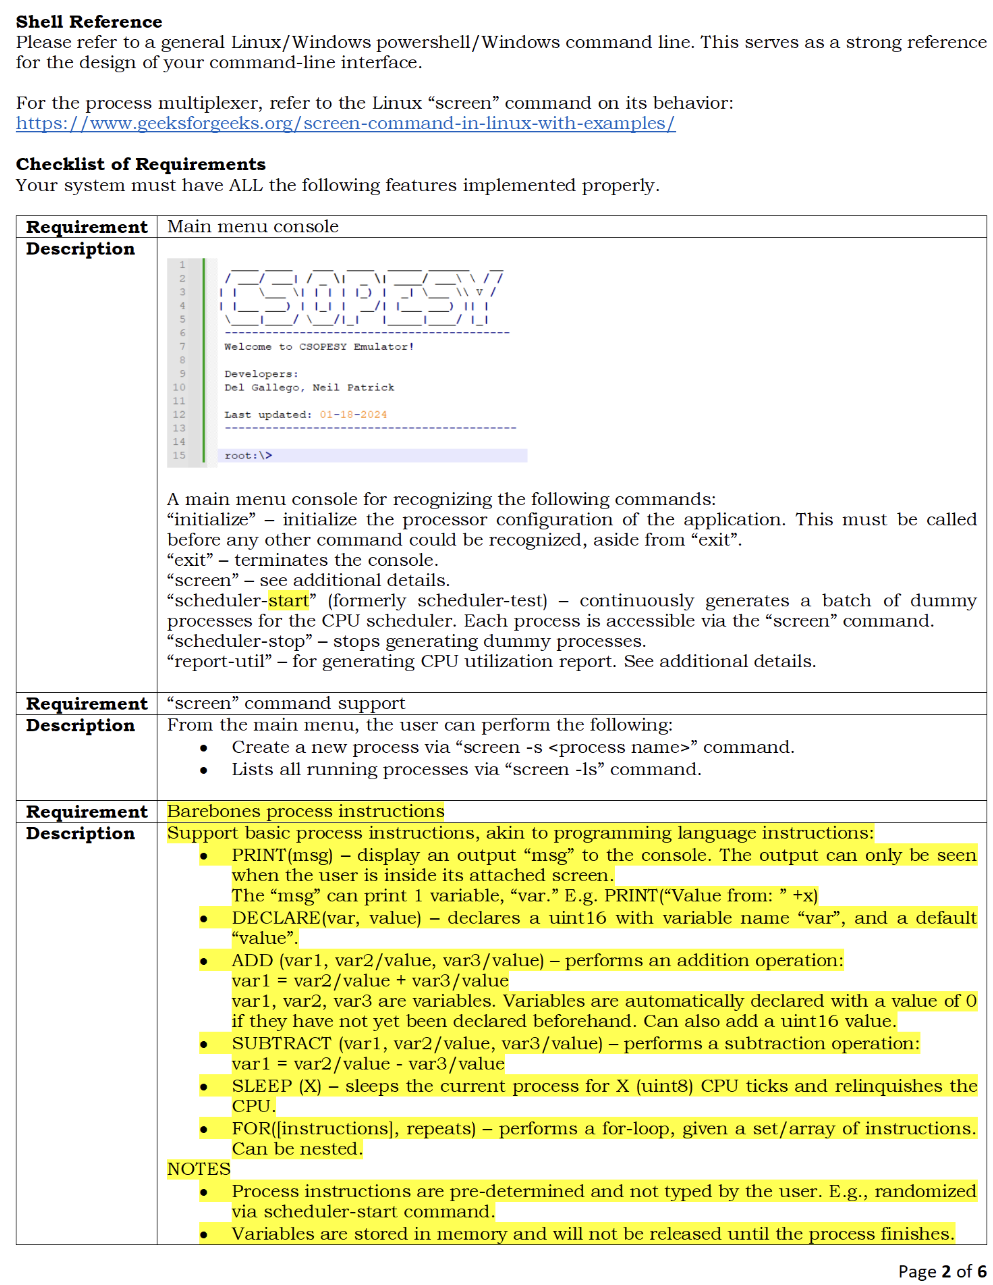 Shell Reference
Please refer to a general Linux/Windows powershell/Windows command line. This serves as a strong reference
for the design of your command-line interface.
For the process multiplexer, refer to the Linux “screen” command on its behavior:
https://www.geeksforgeeks.org/screen-command-in-linux-with-examples/
Checklist of Requirements
Your system must have ALL the following features implemented properly.
Requirement Main menu console
Description
1
2
3
4
5
6
7 Welcome to CSOPESY Emulator!
8
9 Developers:
10 Del Gallego, Neil Patrick
11
12 Last updated: 01-18-2024
13
14
15 root:\>
CSOPESY
A main menu console for recognizing the following commands:
“initialize” – initialize the processor configuration of the application. This must be called
before any other command could be recognized, aside from “exit”.
“exit” – terminates the console.
“screen” – see additional details.
“scheduler-start” (formerly scheduler-test) – continuously generates a batch of dummy
processes for the CPU scheduler. Each process is accessible via the “screen” command.
“scheduler-stop” – stops generating dummy processes.
“report-util” – for generating CPU utilization report. See additional details.
Requirement “screen” command support
Description From the main menu, the user can perform the following:
• Create a new process via “screen -s <process name>” command.
• Lists all running processes via “screen -ls” command.
Requirement Barebones process instructions
Description Support basic process instructions, akin to programming language instructions:
• PRINT(msg) – display an output “msg” to the console. The output can only be seen
when the user is inside its attached screen.
The “msg” can print 1 variable, “var.” E.g. PRINT(“Value from: ” +x)
• DECLARE(var, value) – declares a uint16 with variable name “var”, and a default
“value”.
• ADD (var1, var2/value, var3/value) – performs an addition operation:
var1 = var2/value + var3/value
var1, var2, var3 are variables. Variables are automatically declared with a value of 0
if they have not yet been declared beforehand. Can also add a uint16 value.
• SUBTRACT (var1, var2/value, var3/value) – performs a subtraction operation:
var1 = var2/value - var3/value
• SLEEP (X) – sleeps the current process for X (uint8) CPU ticks and relinquishes the
CPU.
• FOR([instructions], repeats) – performs a for-loop, given a set/array of instructions.
Can be nested.
NOTES
• Process instructions are pre-determined and not typed by the user. E.g., randomized
via scheduler-start command.
• Variables are stored in memory and will not be released until the process finishes.
Page 2 of 6